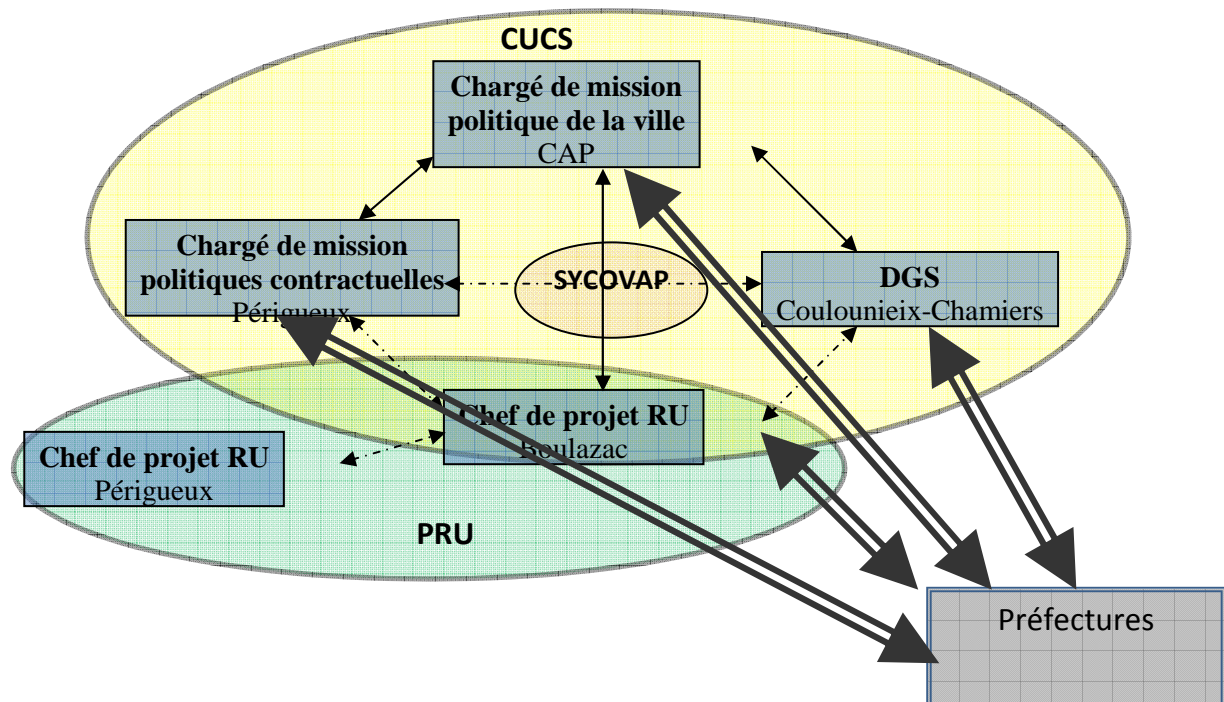 CUCS
Chargé de mission
politique de la ville
CAP
Chargé de mission
politiques contractuelles
Périgueux
SYCOVAP
DGS
Coulounieix-Chamiers
Chef de projet RU
Boulazac
Chef de projet RU
Périgueux
PRU
Préfectures